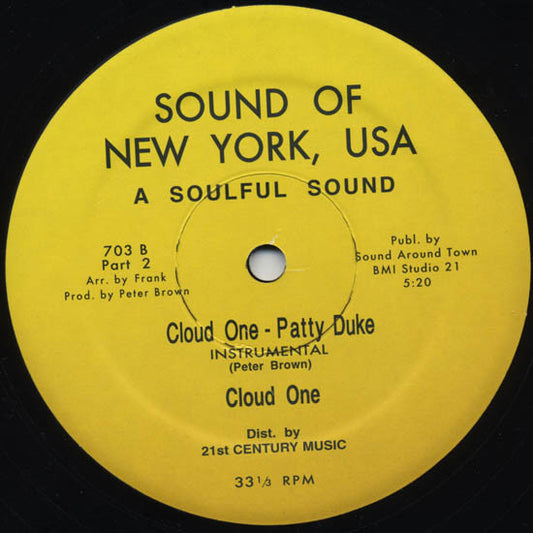 SOUND OF
NEW YORK, USA
A SOULFUL SOUND
703 B
Part 2
Arr. by Frank
Prod. by Peter Brown
Publ. by
Sound Around Town
BMI Studio 21
5:20
Cloud One - Patty Duke
INSTRUMENTAL
(Peter Brown)
Cloud One
Dist. by
21st CENTURY MUSIC
33 1/3 RPM